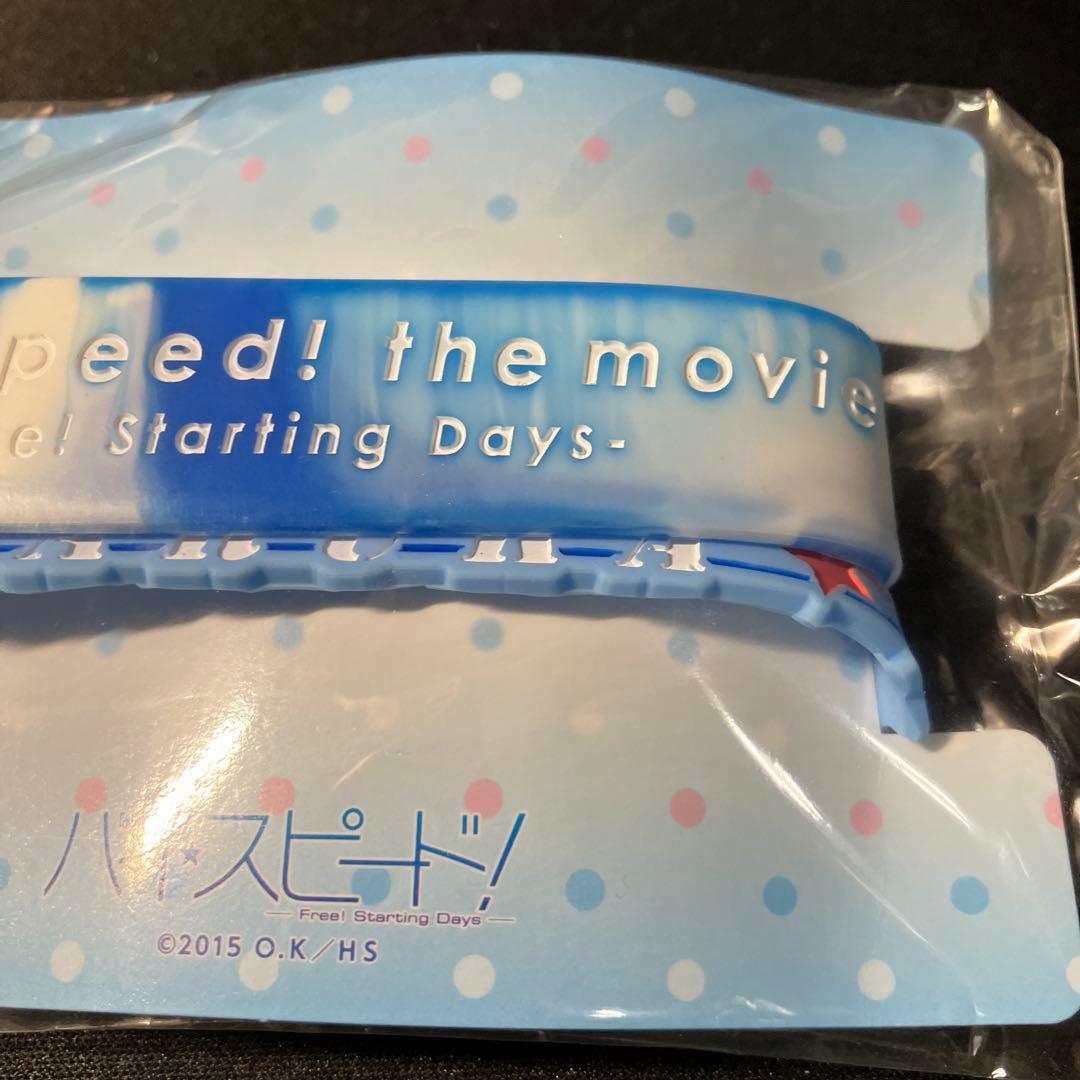 peed! the movie
e! Starting Days-
ハイ☆スピード!
— Free! Starting Days —
©2015 O.K/HS